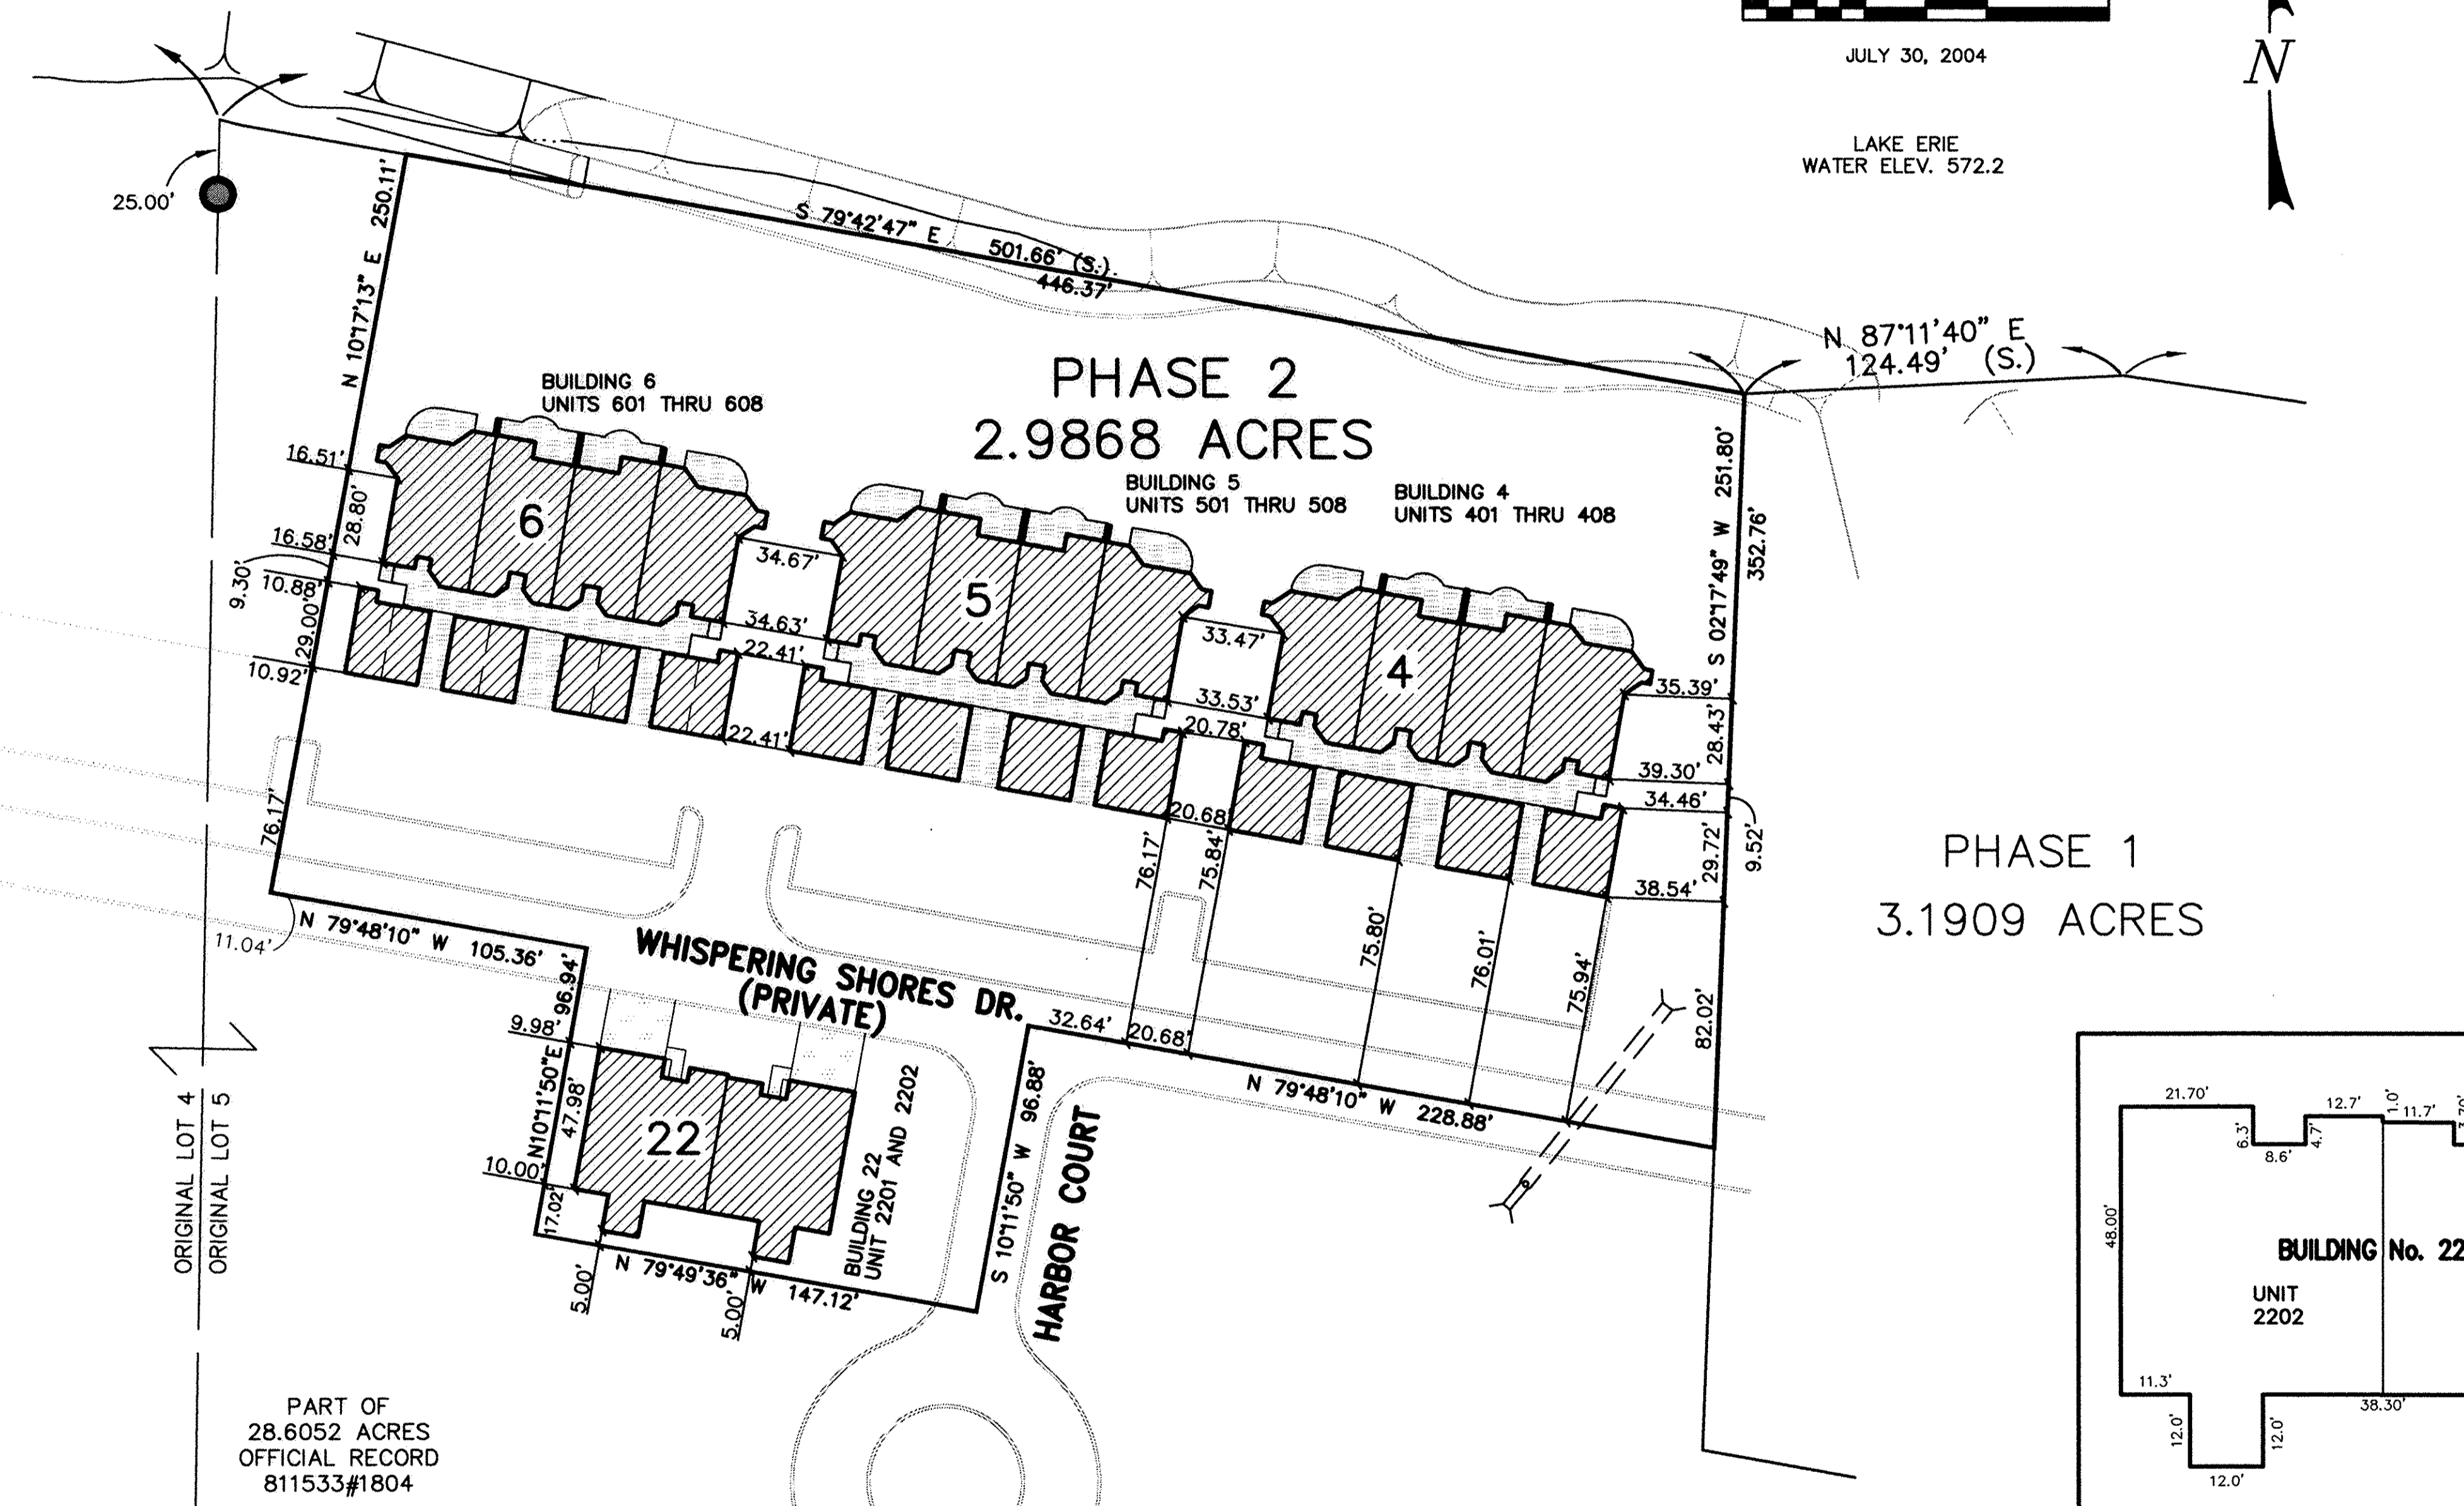 JULY 30, 2004
N
LAKE ERIE
WATER ELEV. 572.2
25.00'
N 10°17'13" E 250.11'
S 79°42'47" E 501.66' (S.)
446.37'
N 87°11'40" E
124.49' (S.)
PHASE 2
2.9868 ACRES
BUILDING 6
UNITS 601 THRU 608
BUILDING 5
UNITS 501 THRU 508
BUILDING 4
UNITS 401 THRU 408
S 02°17'49" W 251.80'
352.76'
16.51'
28.80'
16.58'
9.30'
10.88'
29.00'
10.92'
76.17'
6
34.67'
34.63'
22.41'
22.41'
5
33.47'
33.53'
20.78'
20.68'
4
35.39'
28.43'
39.30'
34.46'
9.52'
29.72'
38.54'
82.02'
PHASE 1
3.1909 ACRES
76.17'
75.84'
75.80'
76.01'
75.94'
11.04'
N 79°48'10" W 105.36'
WHISPERING SHORES DR.
(PRIVATE)
32.64'
20.68'
N 79°48'10" W 228.88'
N10°11'50"E 96.94'
9.98'
47.98'
10.00'
17.02'
22
BUILDING 22
UNIT 2201 AND 2202
S 10°11'50" W 96.88'
HARBOR COURT
N 79°49'36" W 147.12'
5.00'
5.00'
ORIGINAL LOT 4
ORIGINAL LOT 5
PART OF
28.6052 ACRES
OFFICIAL RECORD
811533#1804
21.70'
6.3'
8.6'
4.7'
12.7'
1.0'
11.7'
48.00'
BUILDING No. 22
UNIT
2202
11.3'
12.0'
12.0'
12.0'
38.30'